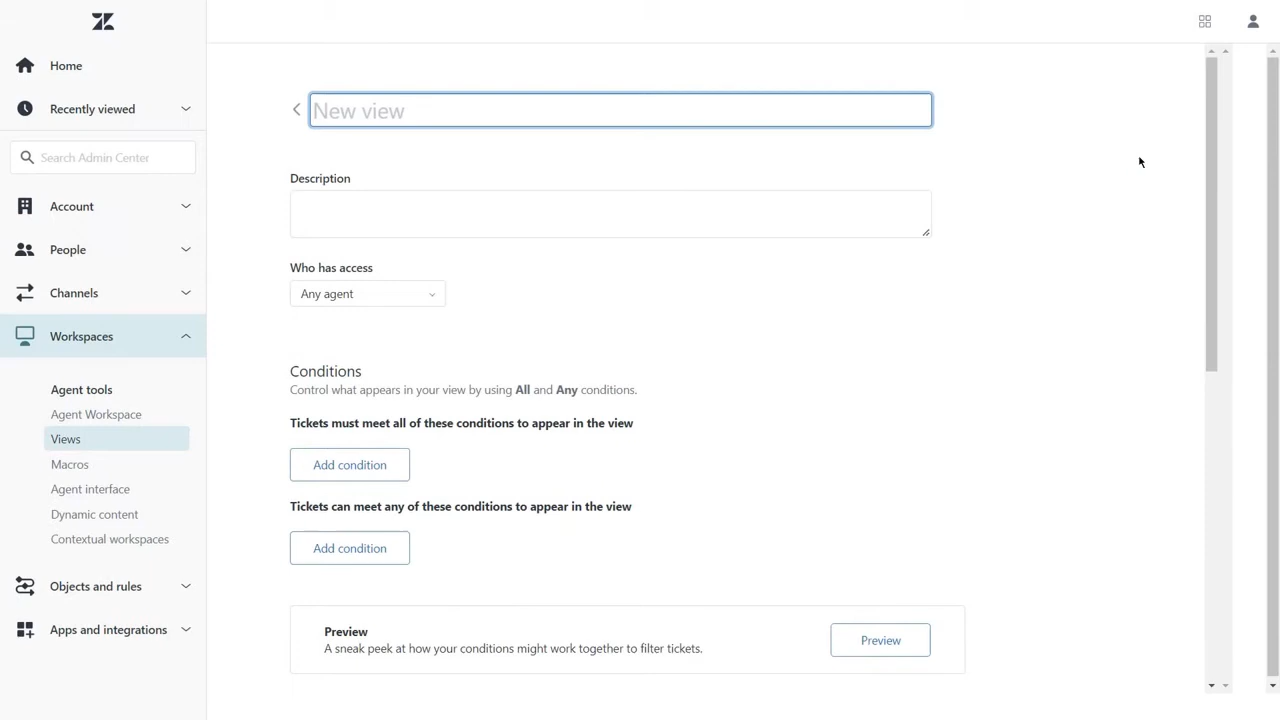 Home
Recently viewed
Search Admin Center
Account
People
Channels
Workspaces
Agent tools
Agent Workspace
Views
Macros
Agent interface
Dynamic content
Contextual workspaces
Objects and rules
Apps and integrations
New view
Description
Who has access
Any agent
Conditions
Control what appears in your view by using All and Any conditions.
Tickets must meet all of these conditions to appear in the view
Add condition
Tickets can meet any of these conditions to appear in the view
Add condition
Preview
A sneak peek at how your conditions might work together to filter tickets.
Preview